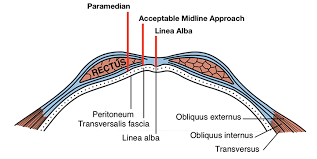 Paramedian
Acceptable Midline Approach
Linea Alba
RECTUS
Peritoneum
Transversalis fascia
Linea alba
Obliquus externus
Obliquus internus
Transversus